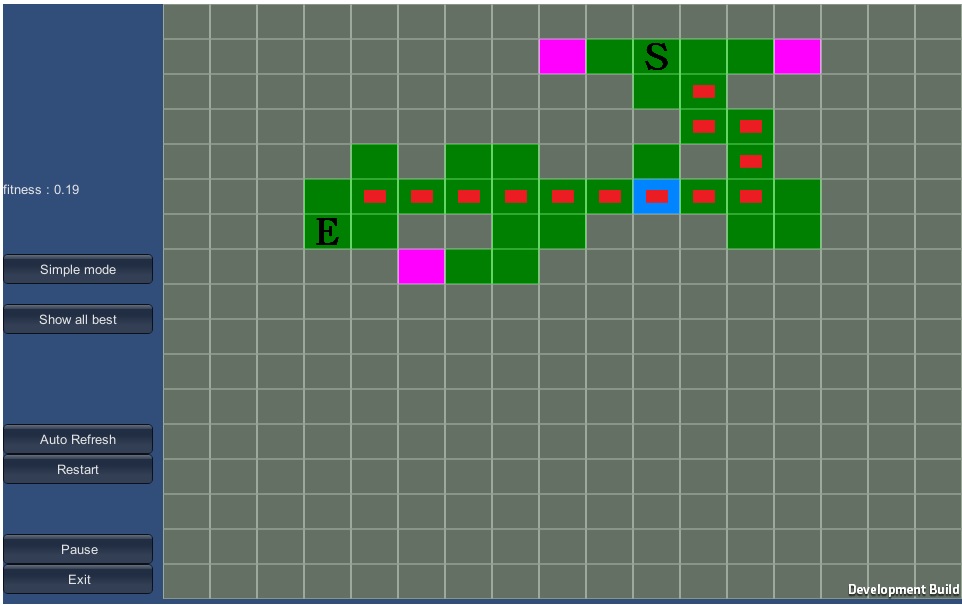 S
fitness : 0.19
E
Simple mode
Show all best
Auto Refresh
Restart
Pause
Exit
Development Build